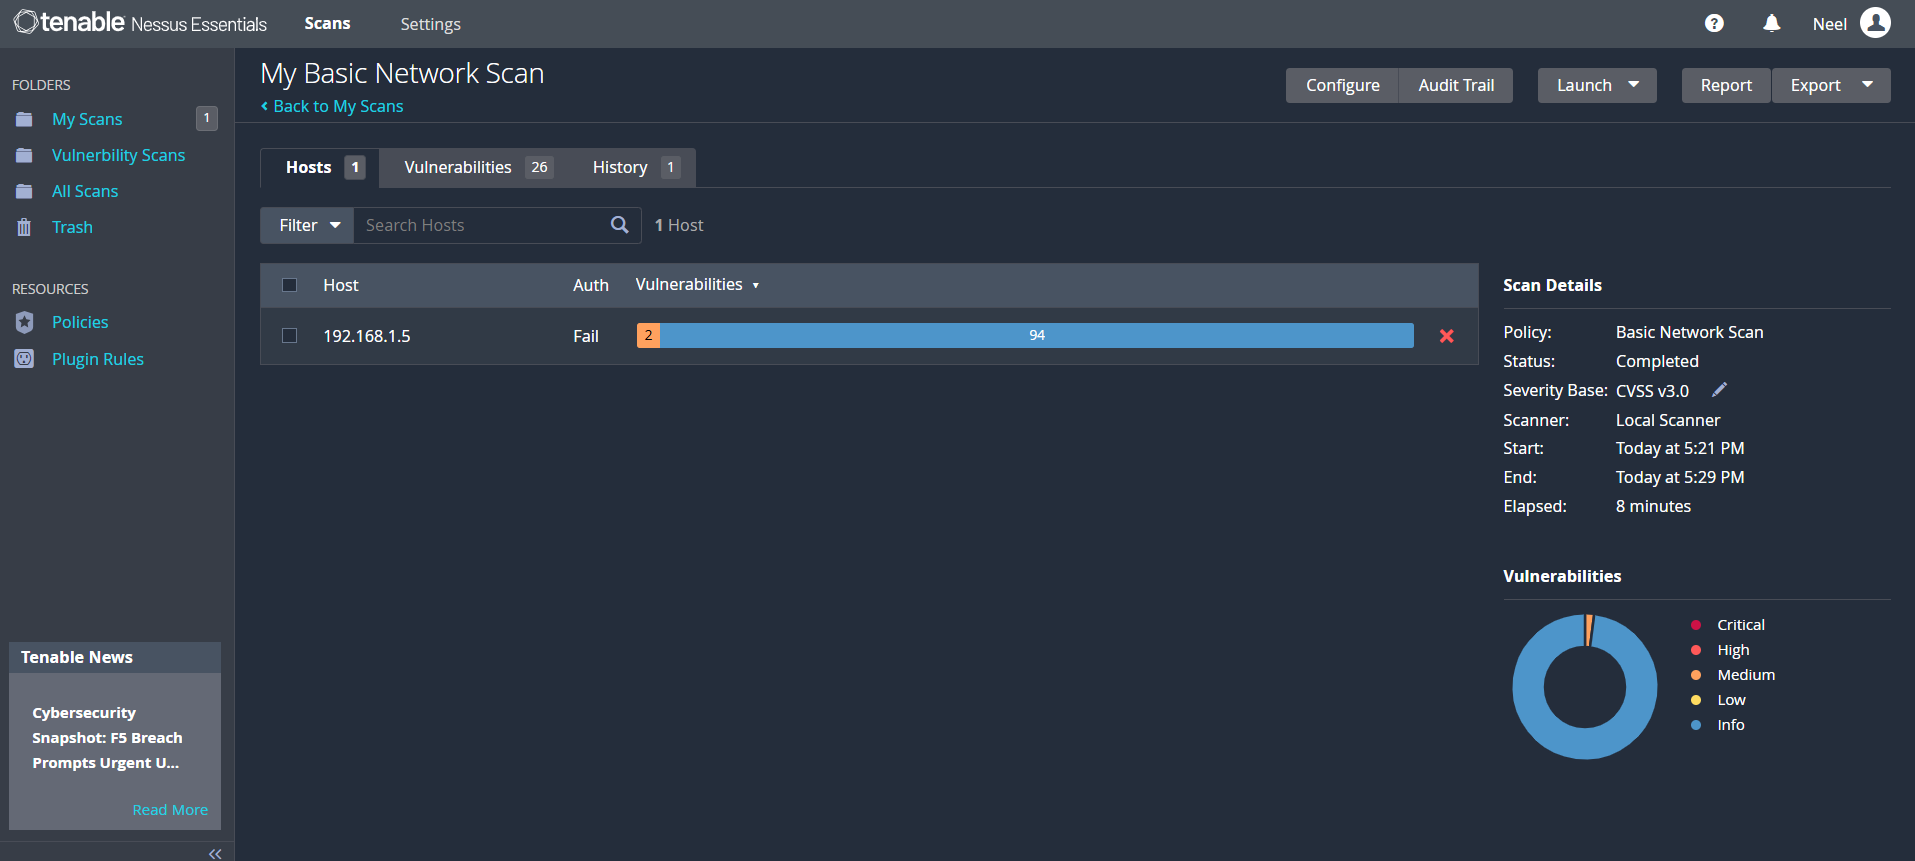 tenable Nessus Essentials Scans Settings ? Neel
FOLDERS
My Scans 1
Vulnerbility Scans
All Scans
Trash
RESOURCES
Policies
Plugin Rules
Tenable News
Cybersecurity
Snapshot: F5 Breach
Prompts Urgent U...
Read More
My Basic Network Scan
Back to My Scans
Configure Audit Trail Launch Report Export
Hosts 1 Vulnerabilities 26 History 1
Filter Search Hosts 1 Host
Host Auth Vulnerabilities
192.168.1.5 Fail 2 94
Scan Details
Policy: Basic Network Scan
Status: Completed
Severity Base: CVSS v3.0
Scanner: Local Scanner
Start: Today at 5:21 PM
End: Today at 5:29 PM
Elapsed: 8 minutes
Vulnerabilities
Critical
High
Medium
Low
Info